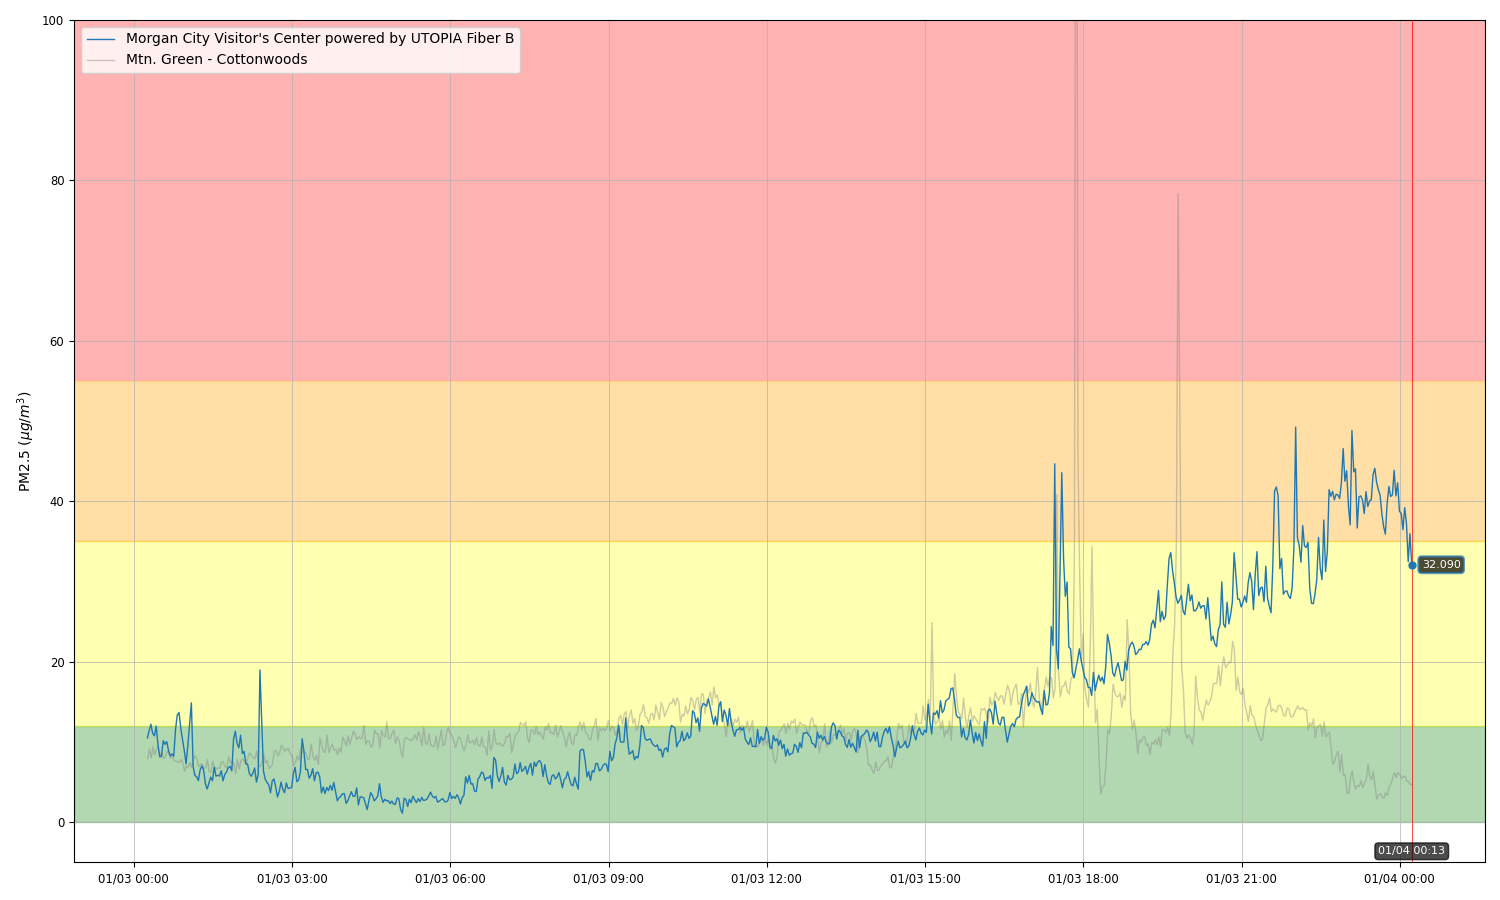 100
Morgan City Visitor's Center powered by UTOPIA Fiber B
Mtn. Green - Cottonwoods
80
60
PM2.5 (μg/m³)
40
32.090
20
0
01/04 00:13
01/03 00:00 01/03 03:00 01/03 06:00 01/03 09:00 01/03 12:00 01/03 15:00 01/03 18:00 01/03 21:00 01/04 00:00